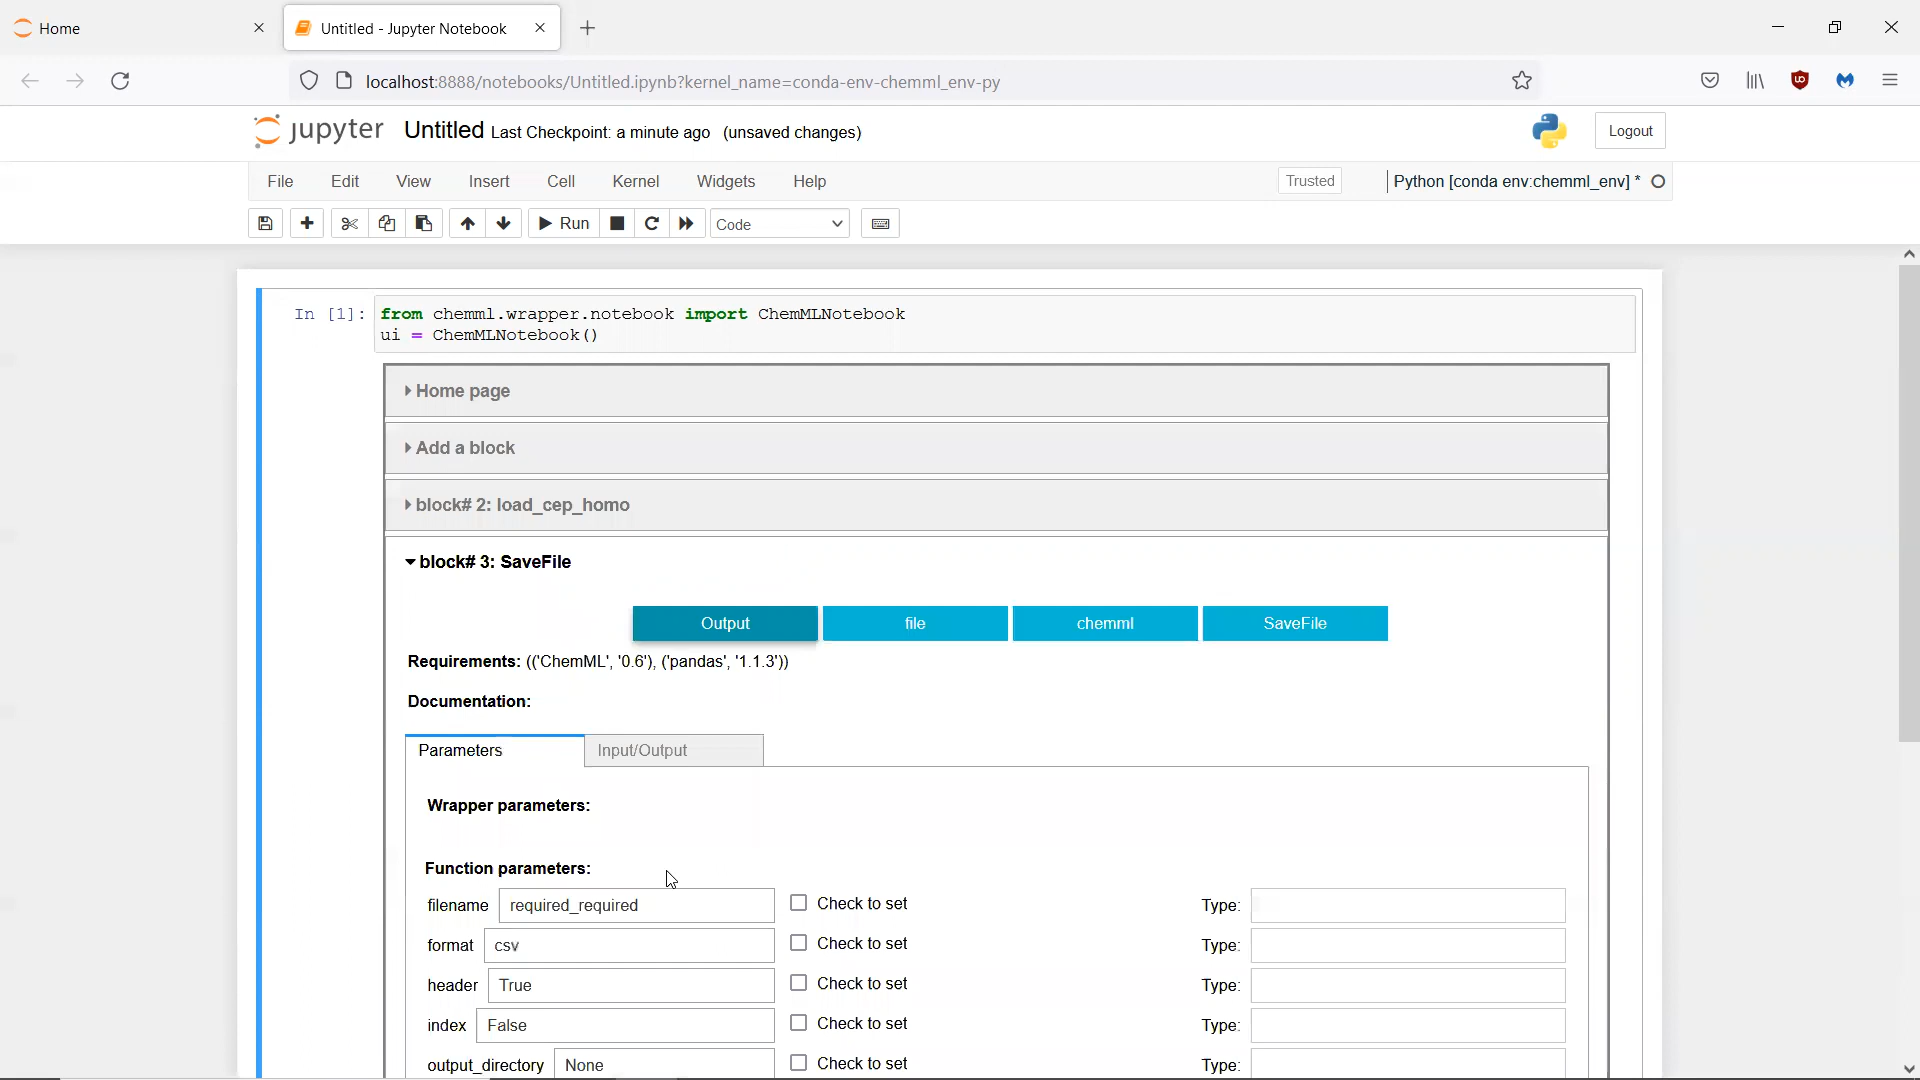 Home
Untitled - Jupyter Notebook
localhost:8888/notebooks/Untitled.ipynb?kernel_name=conda-env-chemml_env-py
jupyter Untitled Last Checkpoint: a minute ago (unsaved changes)
Logout
File Edit View Insert Cell Kernel Widgets Help
Trusted
Python [conda env:chemml_env] *
Run
Code
In [1]: from chemml.wrapper.notebook import ChemMLNotebook
ui = ChemMLNotebook()
Home page
Add a block
block# 2: load_cep_homo
block# 3: SaveFile
Output file chemml SaveFile
Requirements: (('ChemML', '0.6'), ('pandas', '1.1.3'))
Documentation:
Parameters Input/Output
Wrapper parameters:
Function parameters:
filename required_required Check to set Type:
format csv Check to set Type:
header True Check to set Type:
index False Check to set Type:
output_directory None Check to set Type: